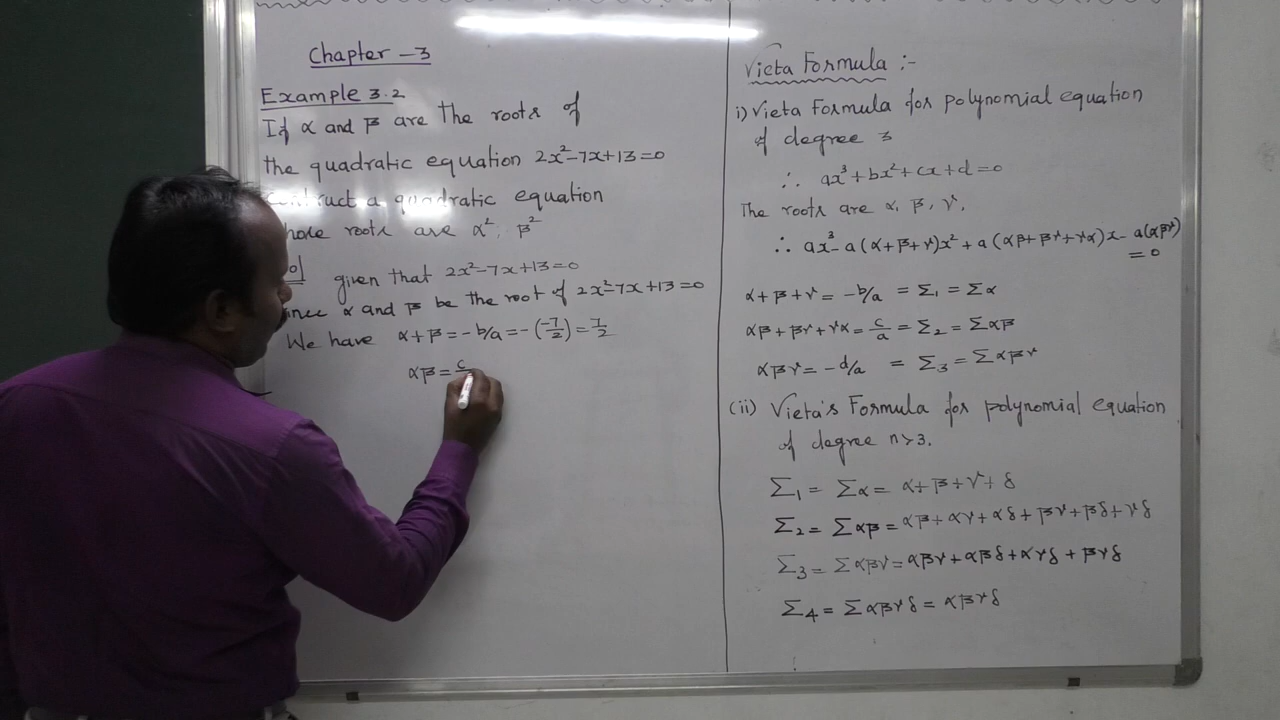 Chapter -3
Example 3.2
If α and β are the roots of
the quadratic equation 2x²-7x+13=0
Construct a quadratic equation
hose roots are α², β²
ol given that 2x²-7x+13=0
ince α and β be the root of 2x²-7x+13=0
We have α+β=-b/a=-(-7/2)=7/2
αβ=c
Vieta Formula :-
i) Vieta Formula for polynomial equation
of degree 3
∴ ax³+bx²+cx+d=0
The roots are α, β, γ.
∴ ax³-a(α+β+γ)x²+a(αβ+βγ+γα)x-a(αβγ)
=0
α+β+γ=-b/a =Σ₁=Σα
αβ+βγ+γα=c/a=Σ₂=Σαβ
αβγ=-d/a =Σ₃=Σαβγ
(ii) Vieta's Formula for polynomial equation
of degree n>3.
Σ₁=Σα=α+β+γ+δ
Σ₂=Σαβ=αβ+αγ+αδ+βγ+βδ+γδ
Σ₃=Σαβγ=αβγ+αβδ+αγδ+βγδ
Σ₄=Σαβγδ=αβγδ